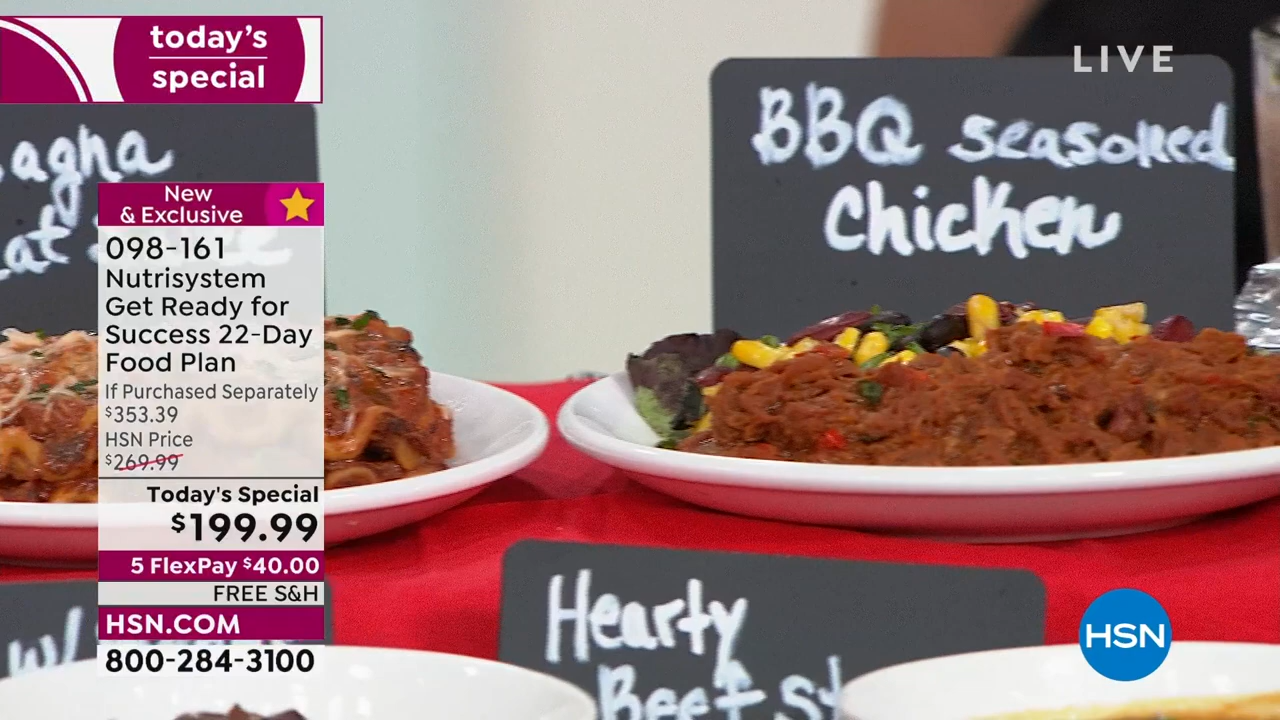 today's
special
LIVE
BBQ seasoned
Chicken
New
& Exclusive
098-161
Nutrisystem
Get Ready for
Success 22-Day
Food Plan
If Purchased Separately
$353.39
HSN Price
$269.99
Today's Special
$199.99
5 FlexPay $40.00
FREE S&H
HSN.COM
800-284-3100
Hearty
Beef
HSN
w/